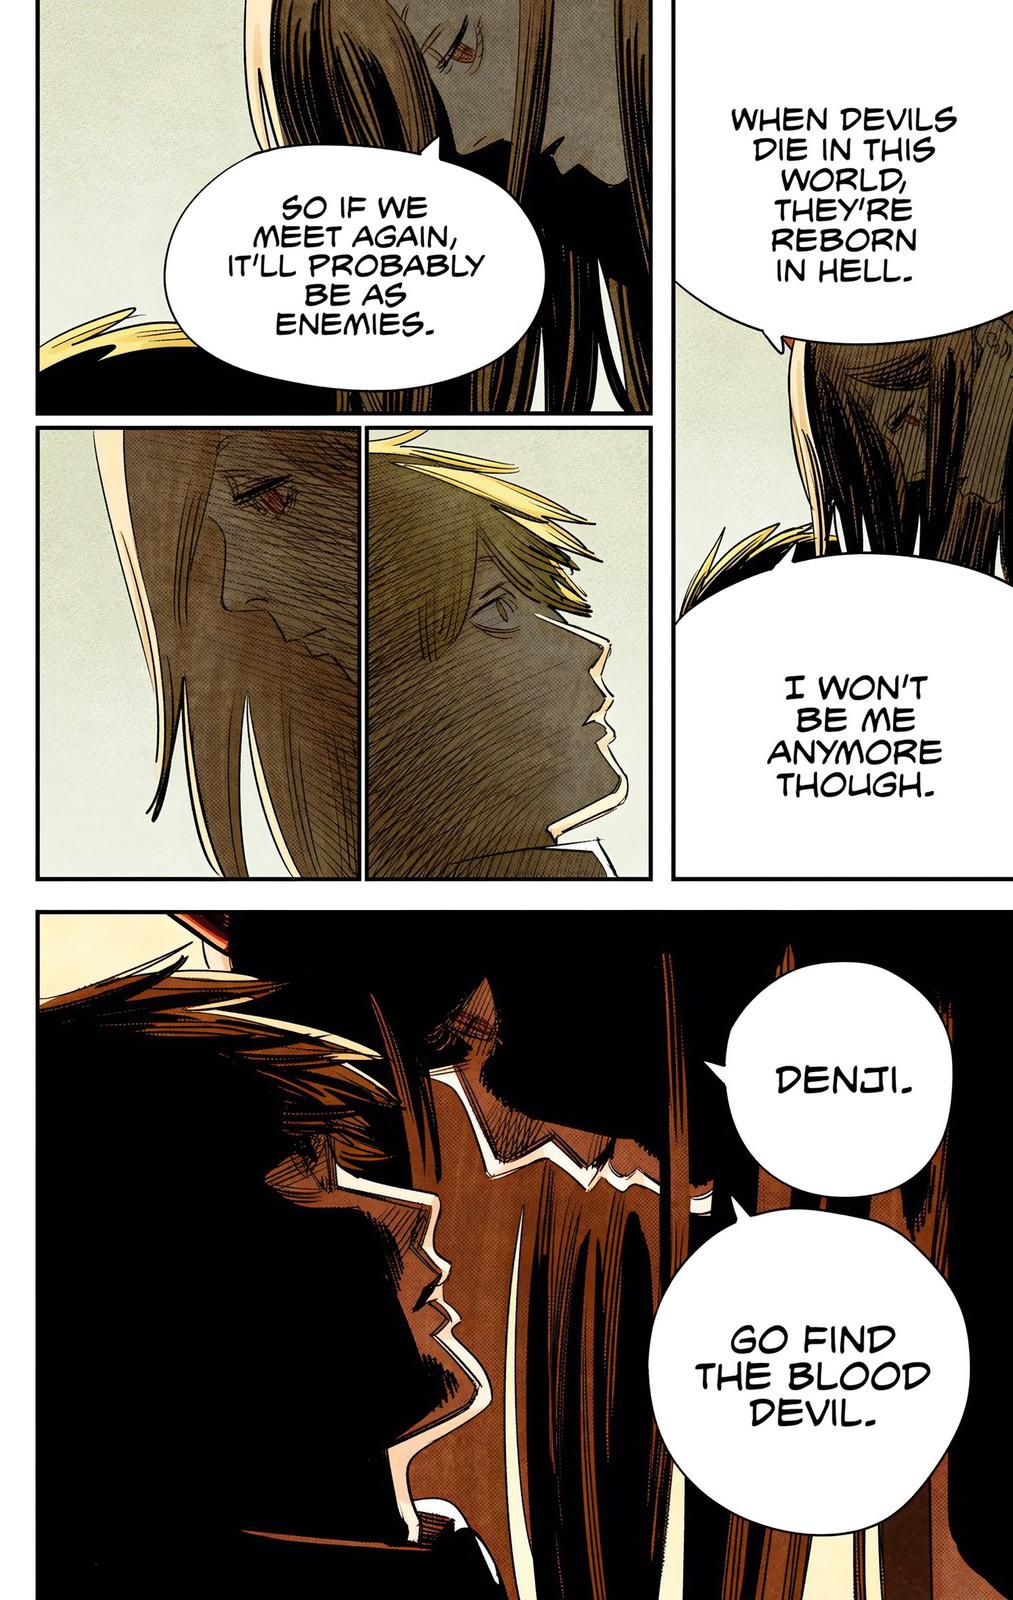 WHEN DEVILS
DIE IN THIS
WORLD,
THEY'RE
REBORN
IN HELL.
I WON'T
BE ME
ANYMORE
THOUGH.
SO IF WE
MEET AGAIN,
IT'LL PROBABLY
BE AS
ENEMIES.
DENJI.
GO FIND
THE BLOOD
DEVIL.